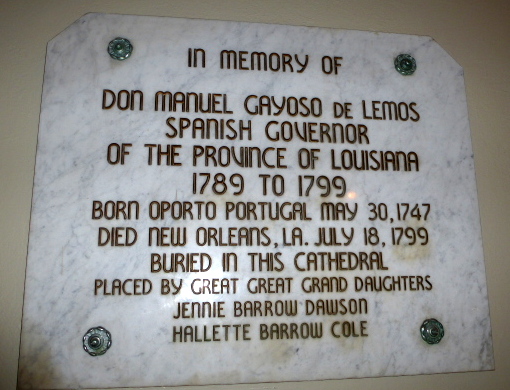 IN MEMORY OF
DON MANUEL GAYOSO DE LEMOS
SPANISH GOVERNOR
OF THE PROVINCE OF LOUISIANA
1789 TO 1799
BORN OPORTO PORTUGAL MAY 30,1747
DIED NEW ORLEANS, LA. JULY 18, 1799
BURIED IN THIS CATHEDRAL
PLACED BY GREAT GREAT GRAND DAUGHTERS
JENNIE BARROW DAWSON
HALLETTE BARROW COLE